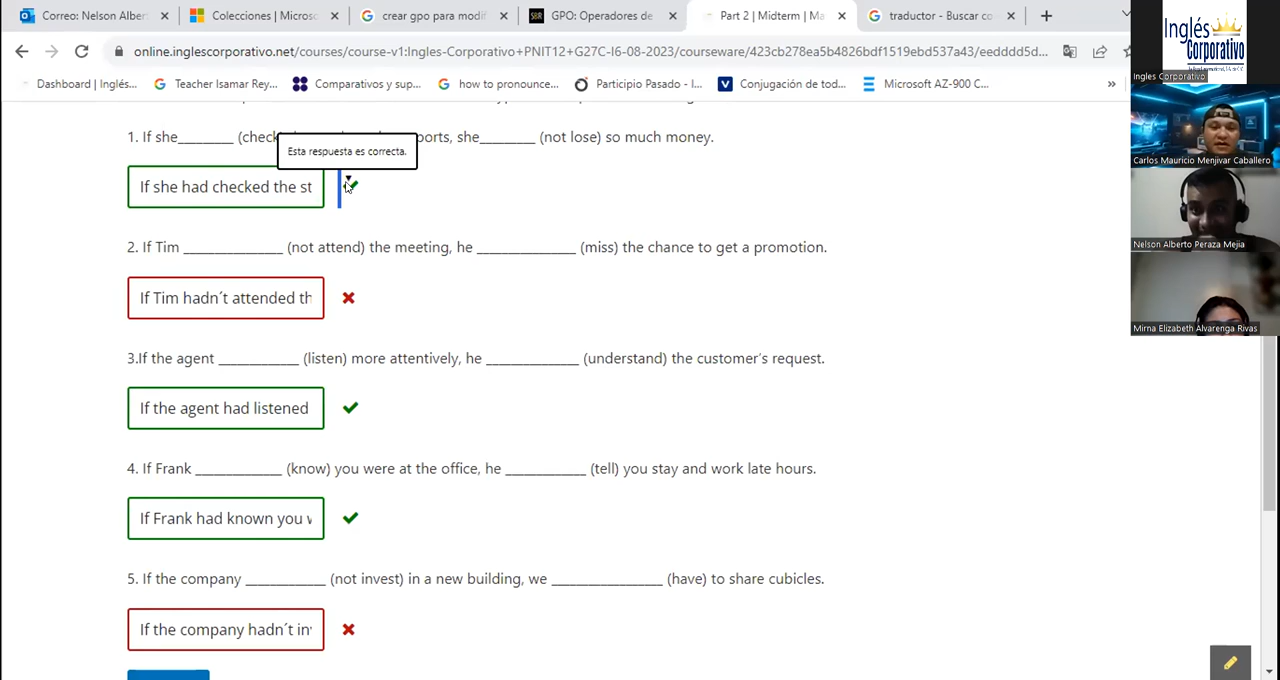 Correo: Nelson Alber
Colecciones | Micros
crear gpo para modif
GPO: Operadores de
Part 2 | Midterm | Ma
traductor - Buscar co
online.inglescorporativo.net/courses/course-v1:Ingles-Corporativo+PNIT12+G27C-I6-08-2023/courseware/423cb278ea5b4826bdf1519ebd537a43/eedddd5d...
Dashboard | Inglés...
Teacher Isamar Rey...
Comparativos y sup...
how to pronounce...
Participio Pasado - I...
Conjugación de tod...
Microsoft AZ-900 C...
»
Inglés
Corporativo
Ingles Corporativo
Carlos Mauricio Menjivar Caballero
Nelson Alberto Peraza Mejia
Mirna Elizabeth Alvarenga Rivas
1. If she________ (check ports, she________ (not lose) so much money.
Esta respuesta es correcta.
If she had checked the st
2. If Tim ______________ (not attend) the meeting, he ______________ (miss) the chance to get a promotion.
If Tim hadn´t attended th
3.If the agent ____________ (listen) more attentively, he _____________ (understand) the customer's request.
If the agent had listened
4. If Frank ____________ (know) you were at the office, he ____________ (tell) you stay and work late hours.
If Frank had known you w
5. If the company ____________ (not invest) in a new building, we ________________ (have) to share cubicles.
If the company hadn´t inv